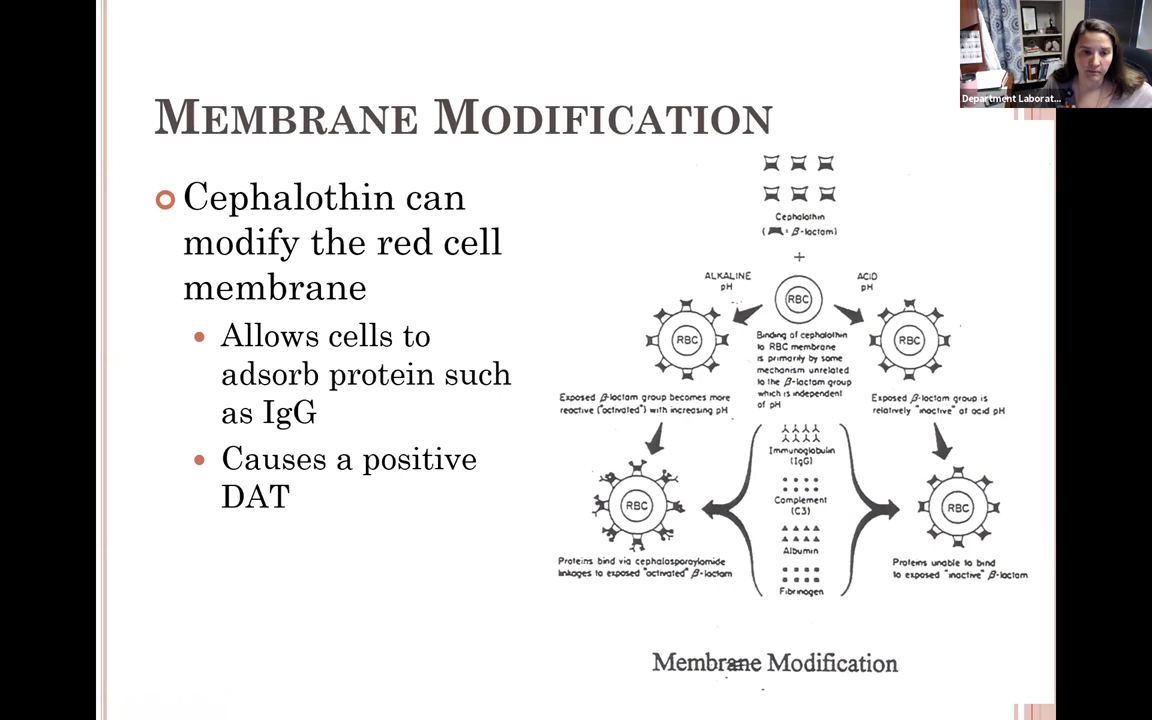 MEMBRANE MODIFICATION
Cephalothin can
modify the red cell
membrane
Allows cells to
adsorb protein such
as IgG
Causes a positive
DAT
Cephalothin
( = β-lactam)
+
ALKALINE
pH
ACID
pH
RBC
RBC
RBC
Binding of cephalothin
to RBC membrane
is primarily by some
mechanism unrelated
to the β-lactam group
which is independent
of pH
Exposed β-lactam group becomes more
reactive ("activated") with increasing pH
Exposed β-lactam group is
relatively "inactive" at acid pH
Immunoglobulin
(IgG)
Complement
(C3)
Albumin
Fibrinogen
RBC
RBC
Proteins bind via cephalosporoylamide
linkages to exposed "activated" β-lactam
Proteins unable to bind
to exposed "inactive" β-lactam
Membrane Modification
Department Laborat...